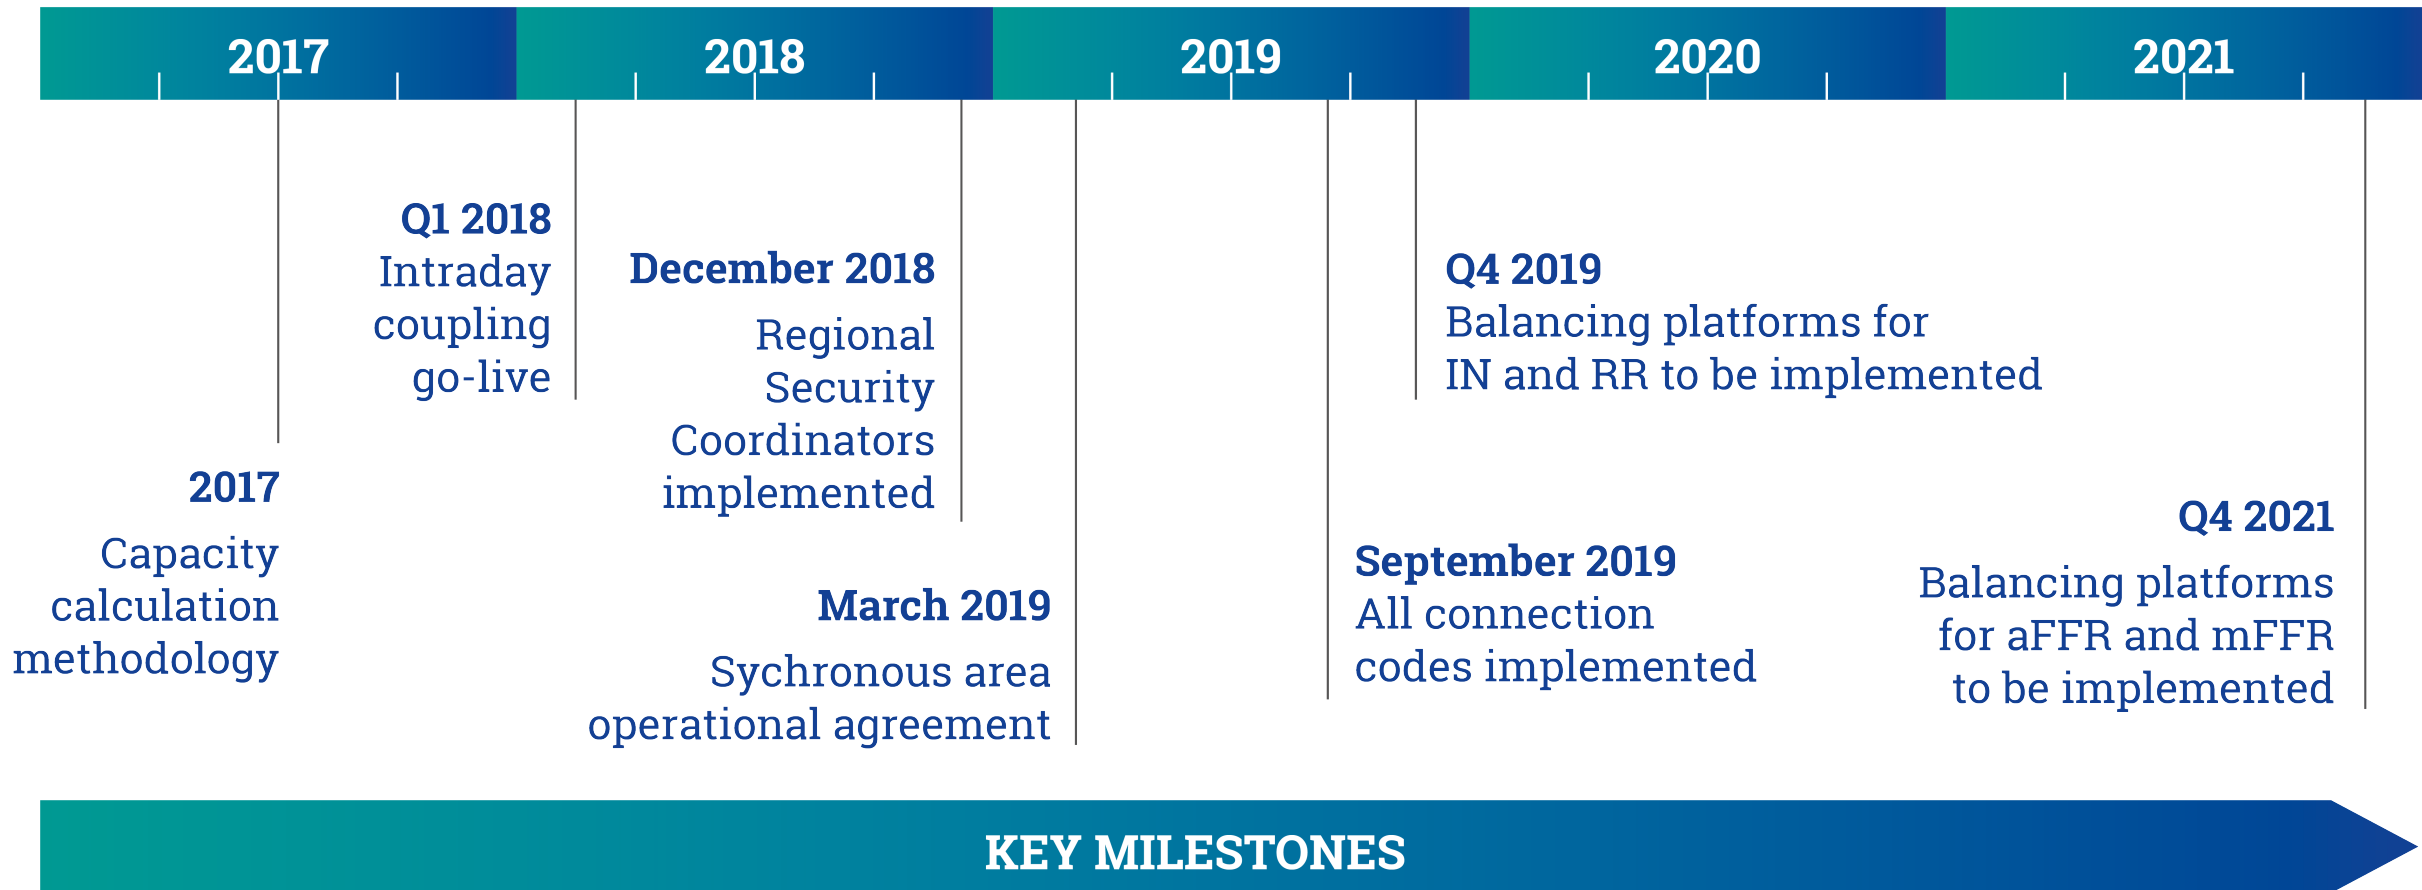 2017
2018
2019
2020
2021
2017
Capacity
calculation
methodology
Q1 2018
Intraday
coupling
go-live
December 2018
Regional
Security
Coordinators
implemented
March 2019
Sychronous area
operational agreement
September 2019
All connection
codes implemented
Q4 2019
Balancing platforms for
IN and RR to be implemented
Q4 2021
Balancing platforms
for aFFR and mFFR
to be implemented
KEY MILESTONES